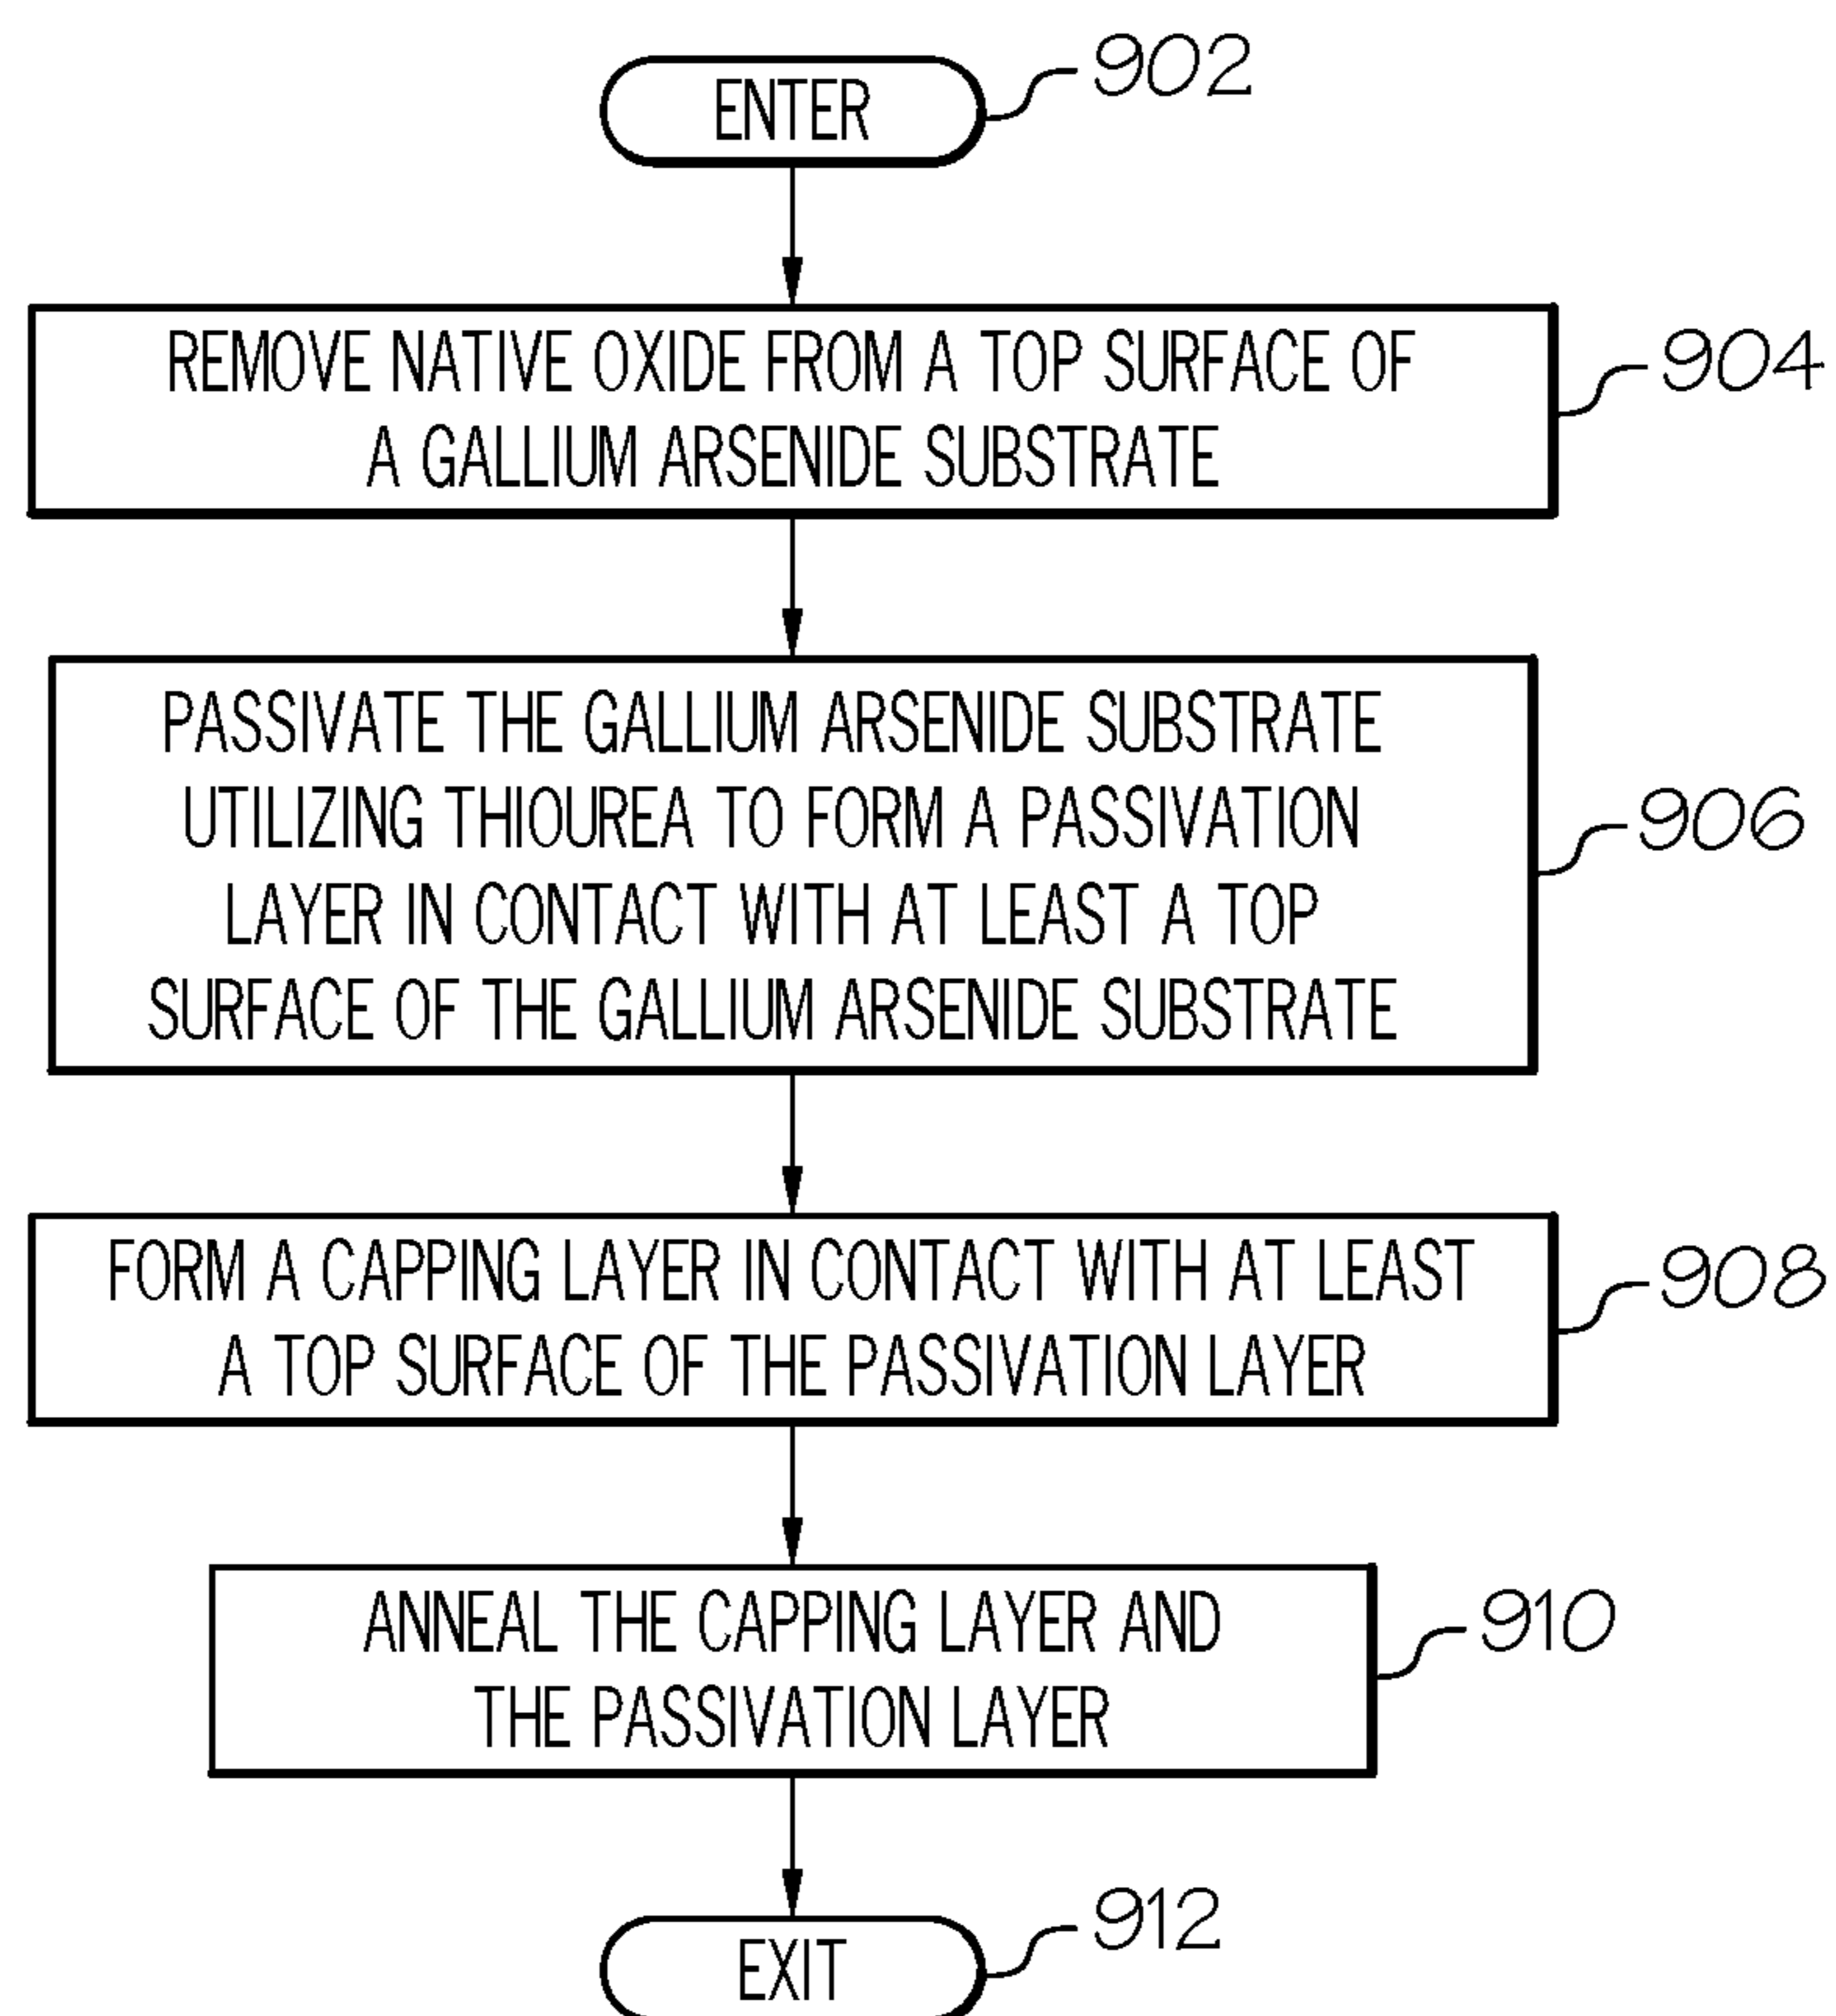 ENTER
902
REMOVE NATIVE OXIDE FROM A TOP SURFACE OF
A GALLIUM ARSENIDE SUBSTRATE
904
PASSIVATE THE GALLIUM ARSENIDE SUBSTRATE
UTILIZING THIOUREA TO FORM A PASSIVATION
LAYER IN CONTACT WITH AT LEAST A TOP
SURFACE OF THE GALLIUM ARSENIDE SUBSTRATE
906
FORM A CAPPING LAYER IN CONTACT WITH AT LEAST
A TOP SURFACE OF THE PASSIVATION LAYER
908
ANNEAL THE CAPPING LAYER AND
THE PASSIVATION LAYER
910
EXIT
912